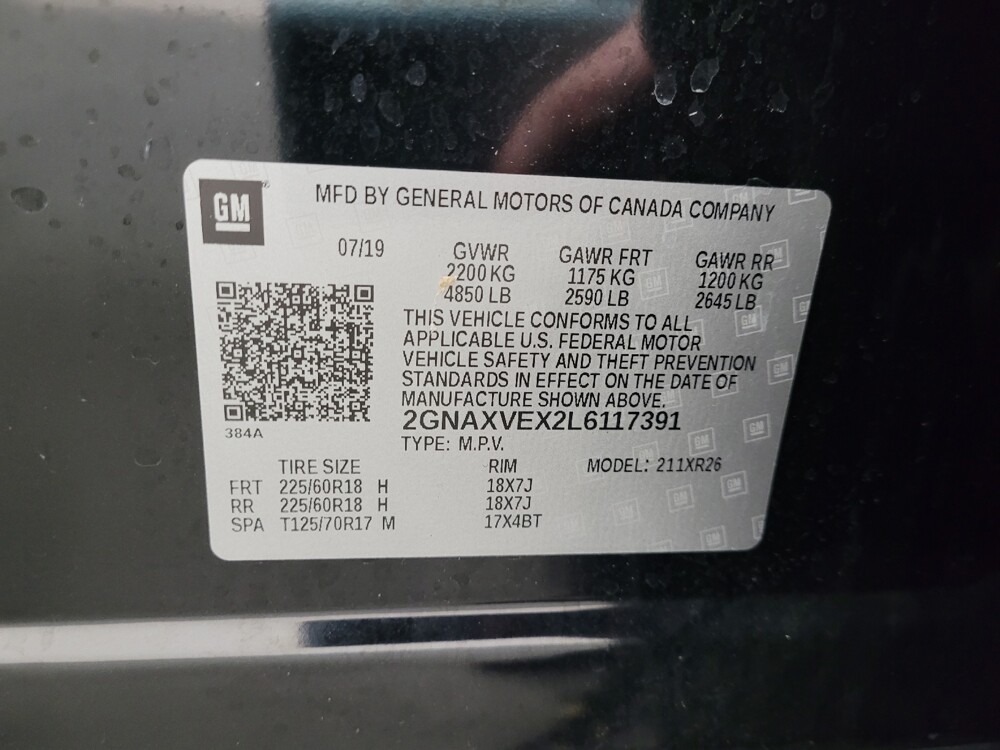 GM
MFD BY GENERAL MOTORS OF CANADA COMPANY
07/19 GVWR GAWR FRT GAWR RR
2200 KG 1175 KG 1200 KG
4850 LB 2590 LB 2645 LB
THIS VEHICLE CONFORMS TO ALL
APPLICABLE U.S. FEDERAL MOTOR
VEHICLE SAFETY AND THEFT PREVENTION
STANDARDS IN EFFECT ON THE DATE OF
MANUFACTURE SHOWN ABOVE.
2GNAXVEX2L6117391
384A
TYPE: M.P.V.
TIRE SIZE RIM MODEL: 211XR26
FRT 225/60R18 H 18X7J
RR 225/60R18 H 18X7J
SPA T125/70R17 M 17X4BT